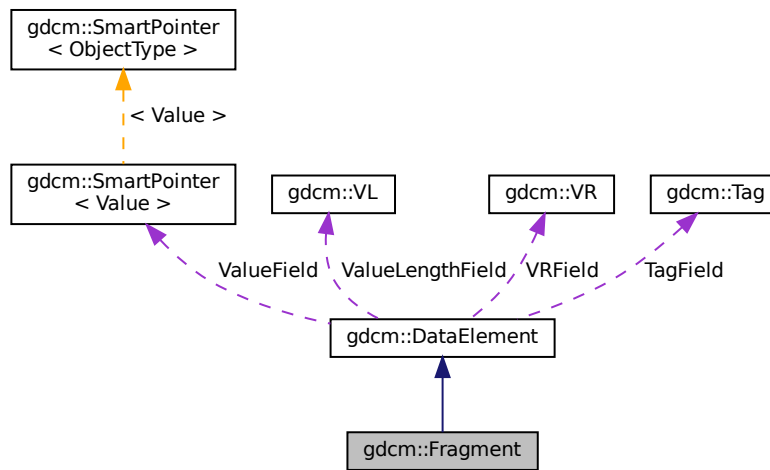 gdcm::SmartPointer
< ObjectType >
< Value >
gdcm::SmartPointer
< Value >
gdcm::VL
gdcm::VR
gdcm::Tag
ValueField
ValueLengthField
VRField
TagField
gdcm::DataElement
gdcm::Fragment